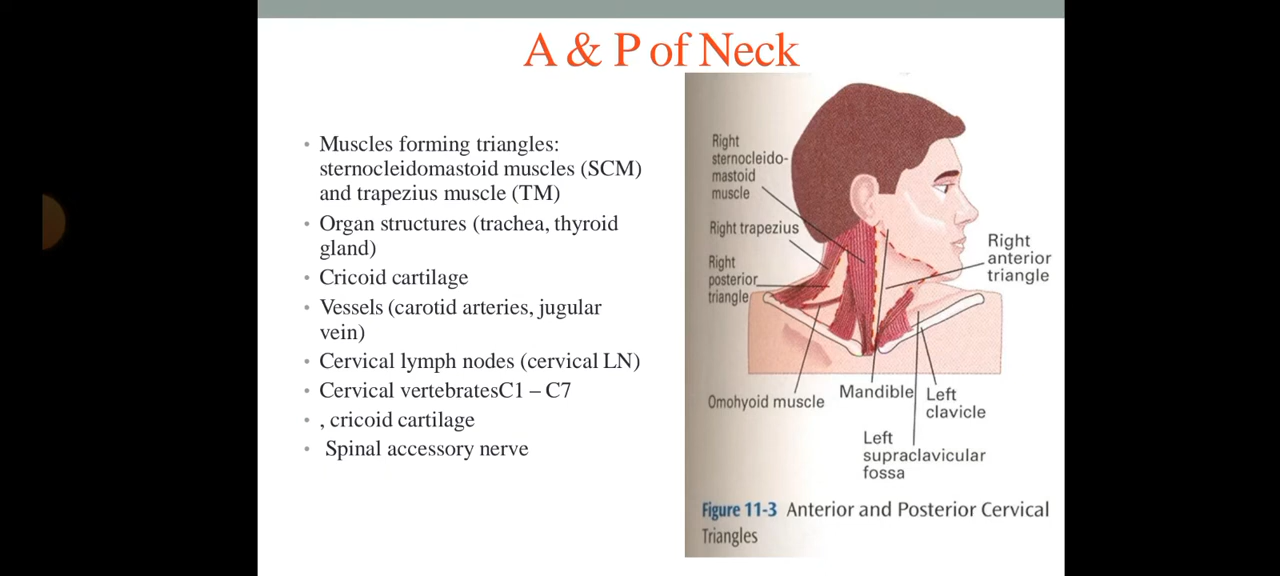 A & P of Neck
• Muscles forming triangles:
sternocleidomastoid muscles (SCM)
and trapezius muscle (TM)
• Organ structures (trachea, thyroid
gland)
• Cricoid cartilage
• Vessels (carotid arteries, jugular
vein)
• Cervical lymph nodes (cervical LN)
• Cervical vertebratesC1 – C7
• , cricoid cartilage
• Spinal accessory nerve
Right
sternocleido-
mastoid
muscle
Right trapezius
Right
posterior
triangle
Right
anterior
triangle
Omohyoid muscle
Mandible
Left
clavicle
Left
supraclavicular
fossa
Figure 11-3 Anterior and Posterior Cervical
Triangles